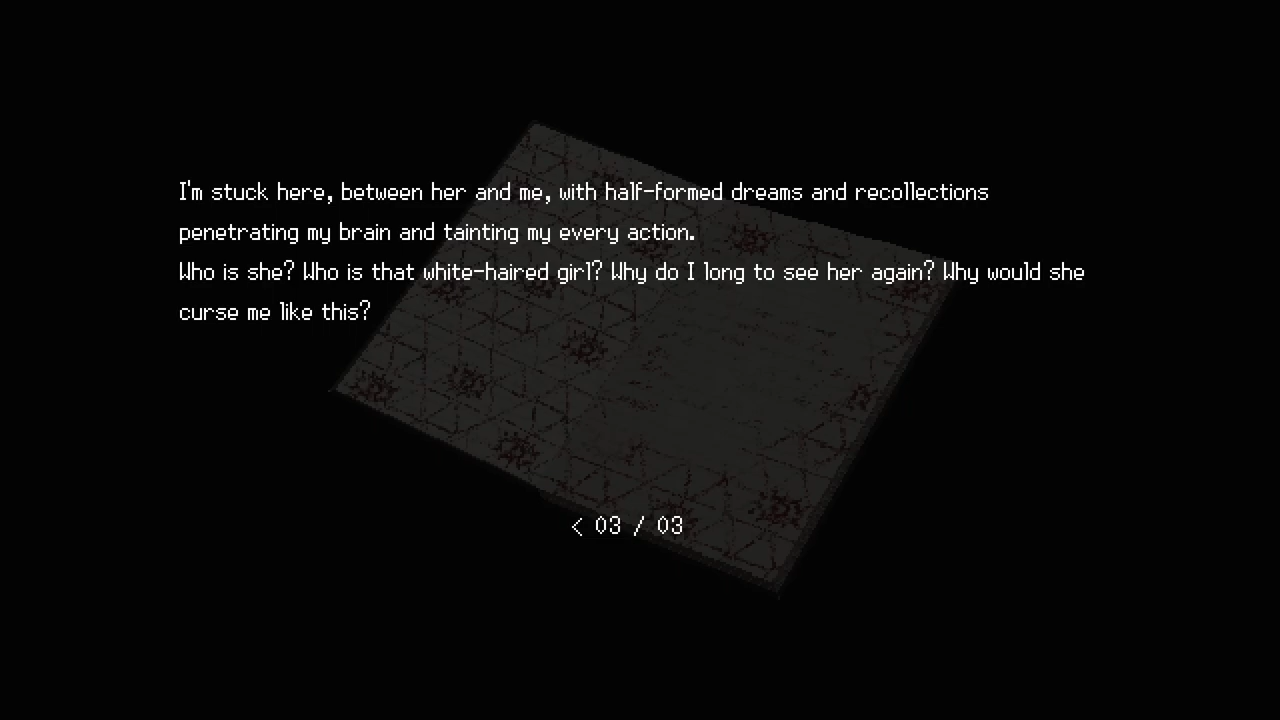 I'm stuck here, between her and me, with half-formed dreams and recollections
penetrating my brain and tainting my every action.
Who is she? Who is that white-haired girl? Why do I long to see her again? Why would she
curse me like this?
< 03 / 03